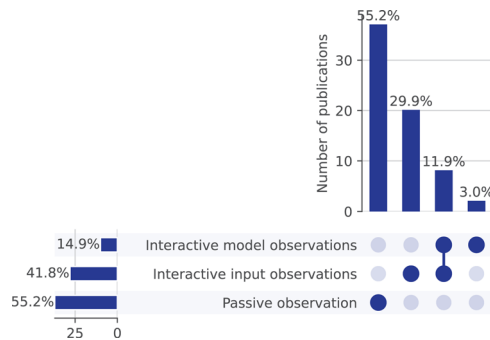 55.2%
Number of publications
30
29.9%
20
11.9%
10
3.0%
0
14.9% Interactive model observations
41.8% Interactive input observations
55.2% Passive observation
25 0